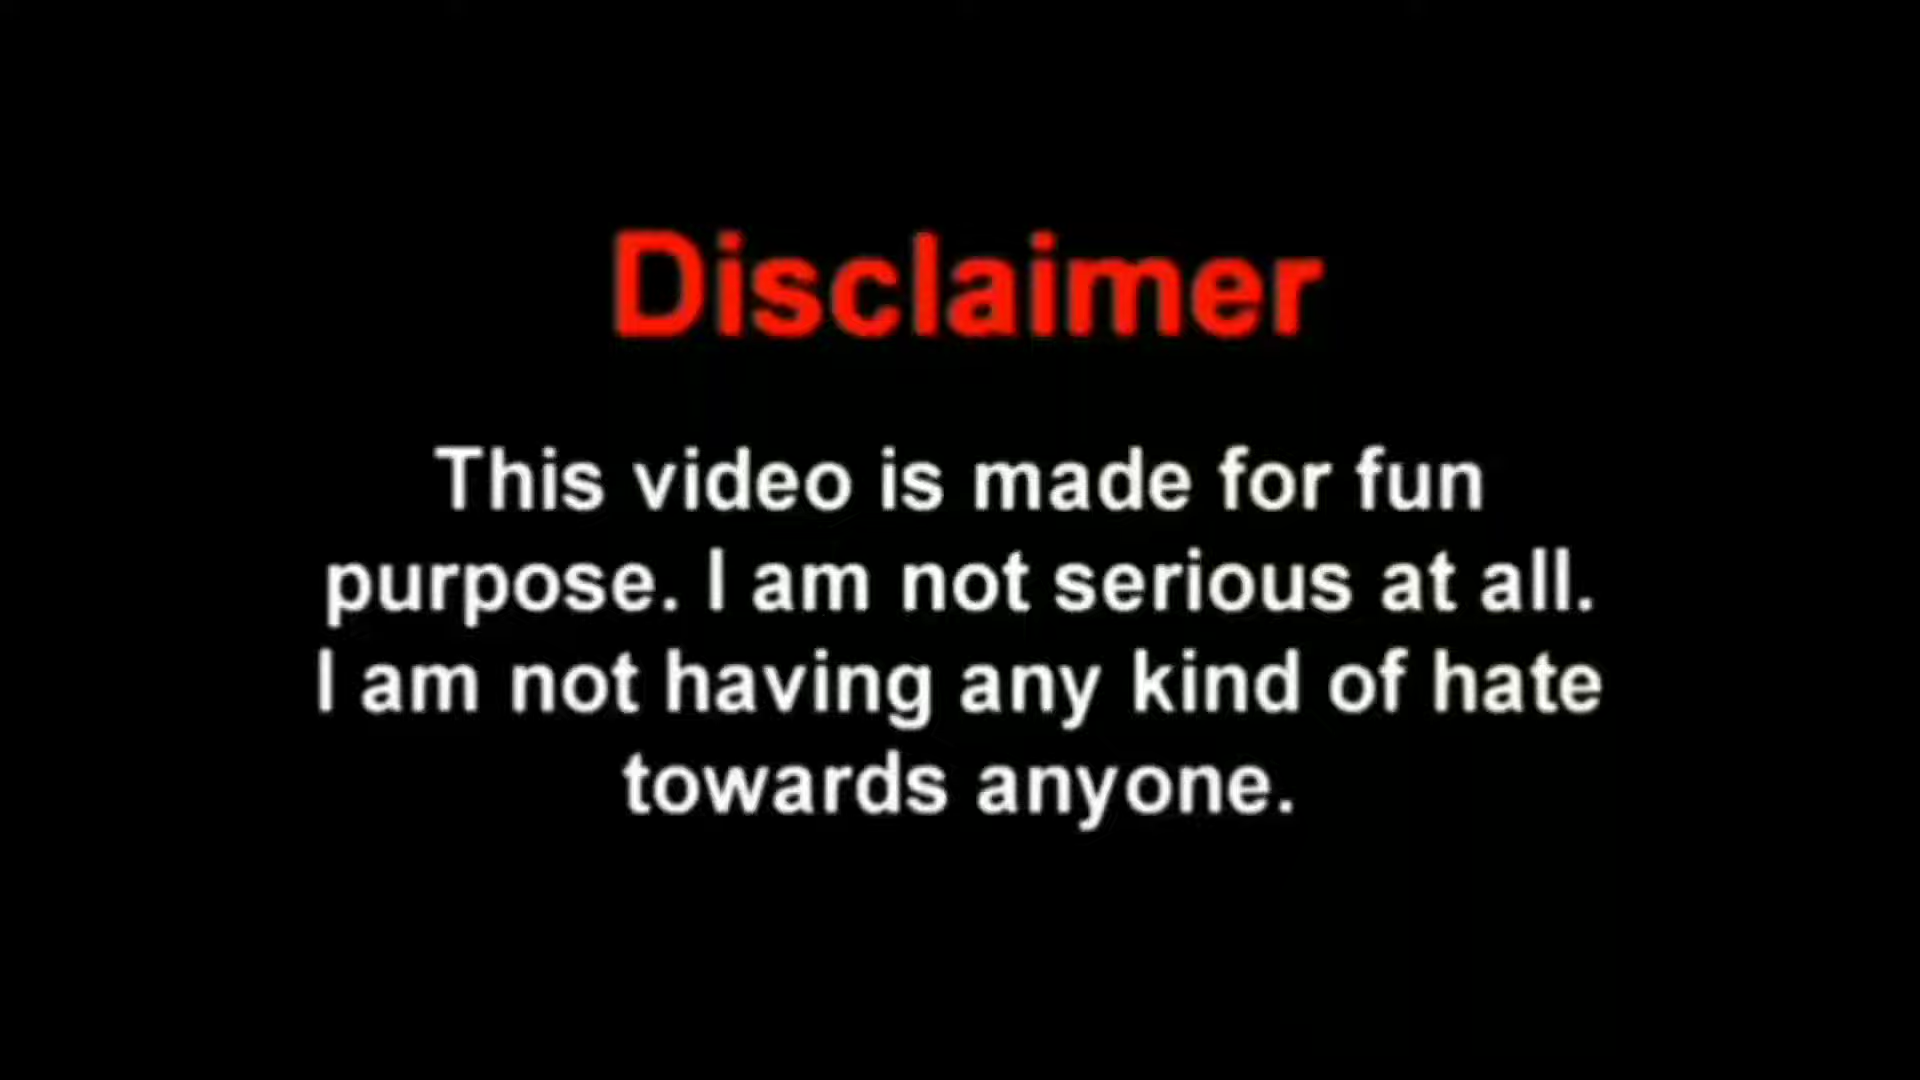 Disclaimer
This video is made for fun
purpose. I am not serious at all.
I am not having any kind of hate
towards anyone.